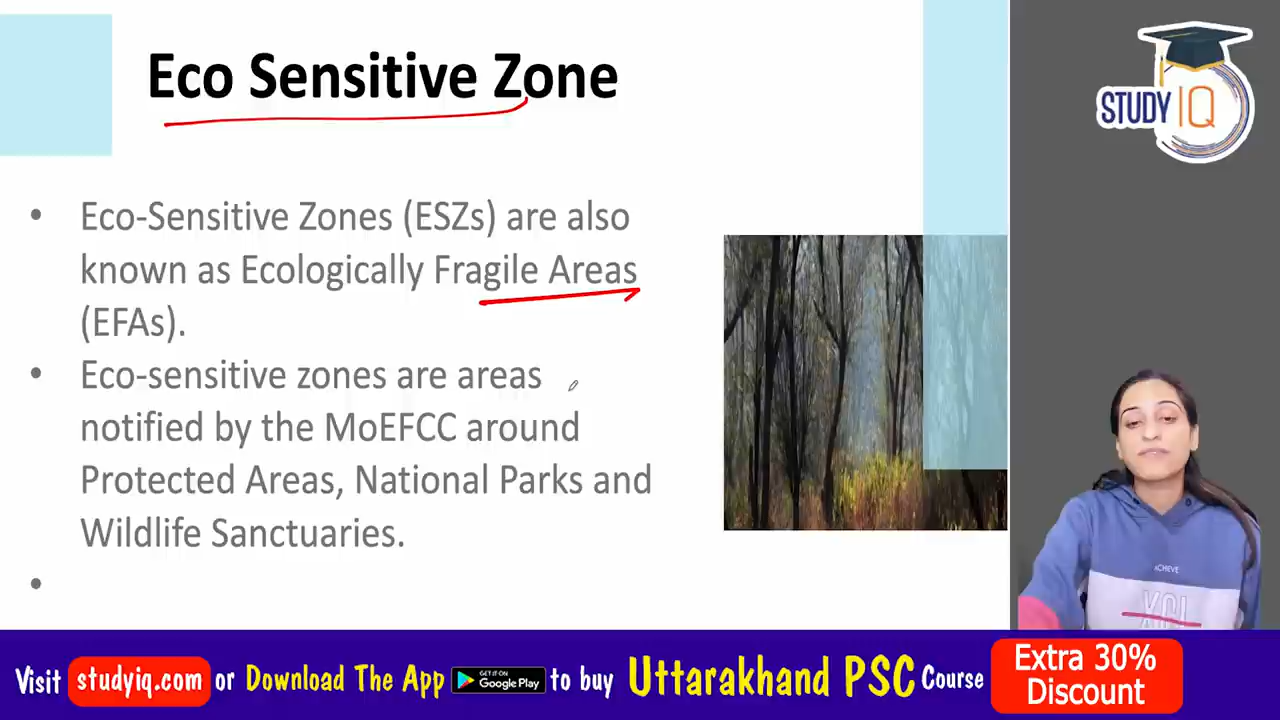 Eco Sensitive Zone
STUDY IQ
• Eco-Sensitive Zones (ESZs) are also
known as Ecologically Fragile Areas
(EFAs).
• Eco-sensitive zones are areas
notified by the MoEFCC around
Protected Areas, National Parks and
Wildlife Sanctuaries.
•
ACHIEVE
Visit studyiq.com or Download The App GET IT ON Google Play to buy Uttarakhand PSC Course
Extra 30%
Discount